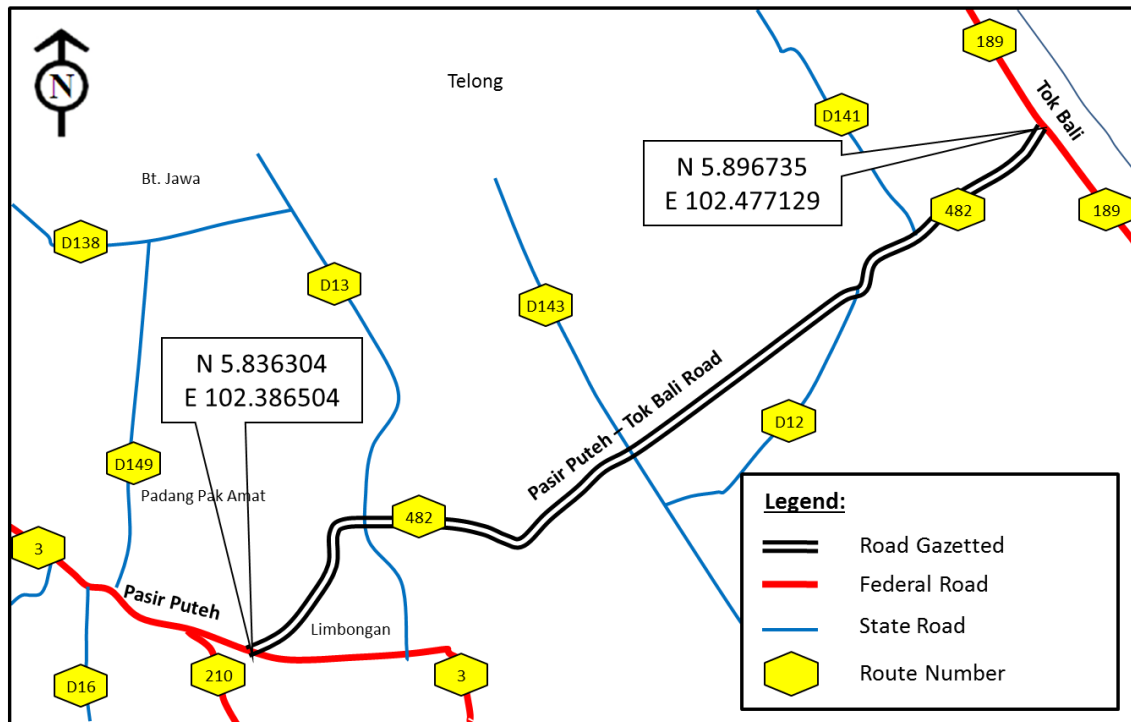 N
Telong
189
Tok Bali
D141
N 5.896735
E 102.477129
Bt. Jawa
482
189
D138
D13
D143
N 5.836304
E 102.386504
Pasir Puteh – Tok Bali Road
D12
D149
Padang Pak Amat
482
3
Pasir Puteh
Limbongan
D16
210
3
Legend:
Road Gazetted
Federal Road
State Road
Route Number